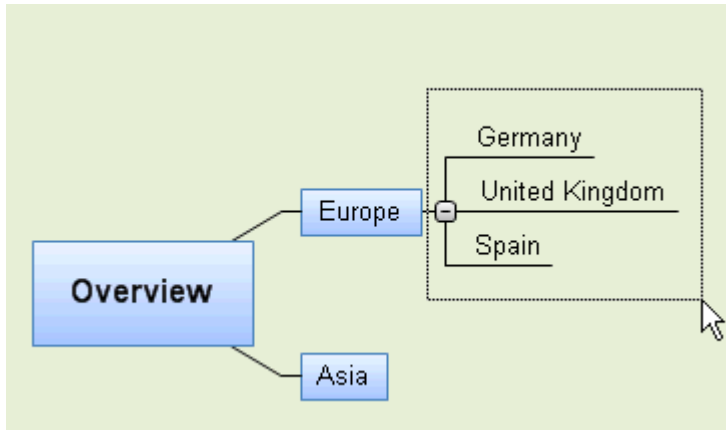 Germany
United Kingdom
Europe
Spain
Overview
Asia